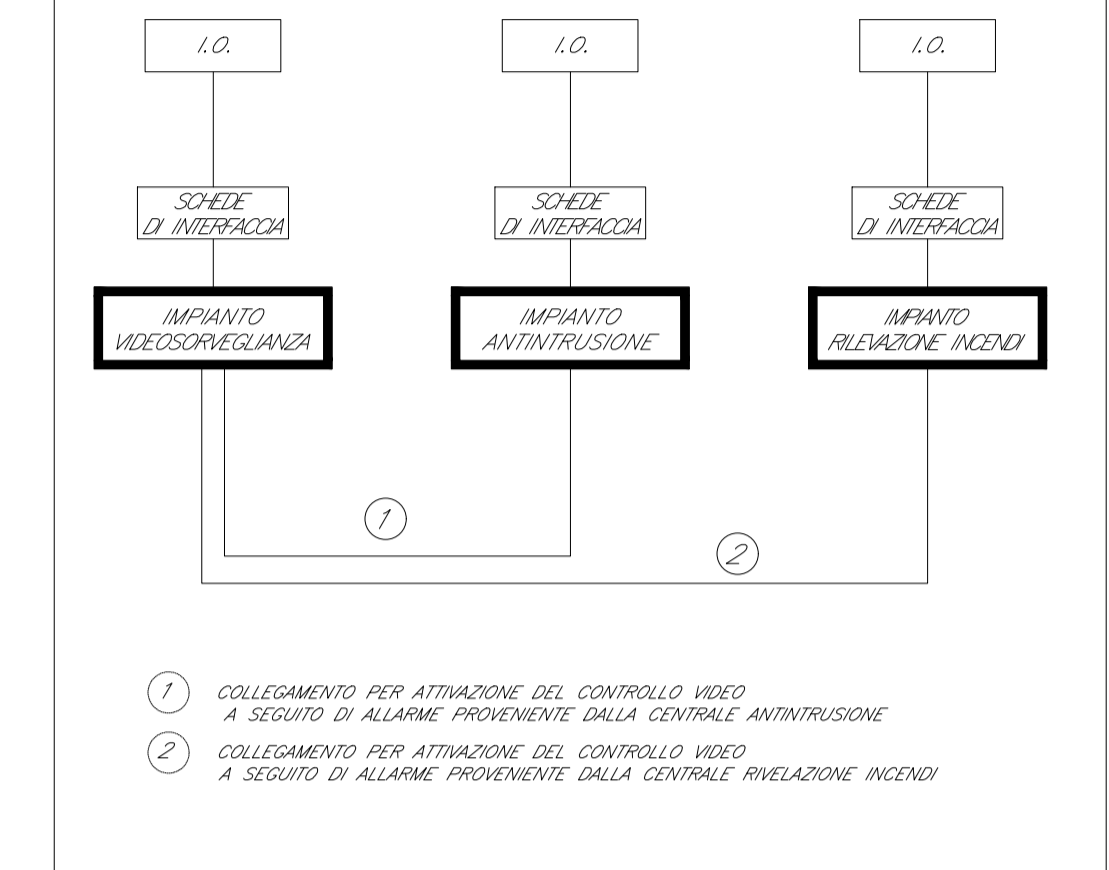 I.O.
I.O.
I.O.
SCHEDE
DI INTERFACCIA
SCHEDE
DI INTERFACCIA
SCHEDE
DI INTERFACCIA
IMPIANTO
VIDEOSORVEGLIANZA
IMPIANTO
ANTINTRUSIONE
IMPIANTO
RILEVAZIONE INCENDI
1
2
1 COLLEGAMENTO PER ATTIVAZIONE DEL CONTROLLO VIDEO
A SEGUITO DI ALLARME PROVENIENTE DALLA CENTRALE ANTINTRUSIONE
2 COLLEGAMENTO PER ATTIVAZIONE DEL CONTROLLO VIDEO
A SEGUITO DI ALLARME PROVENIENTE DALLA CENTRALE RIVELAZIONE INCENDI